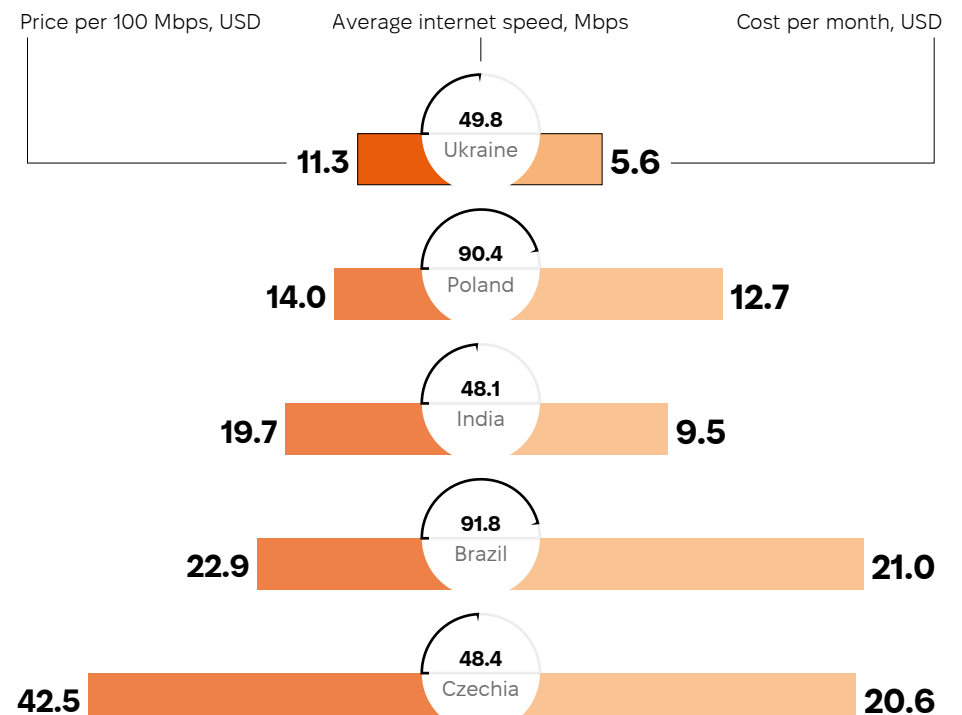 Price per 100 Mbps, USD
Average internet speed, Mbps
Cost per month, USD
49.8
11.3
Ukraine
5.6
90.4
14.0
Poland
12.7
48.1
19.7
India
9.5
91.8
22.9
Brazil
21.0
48.4
42.5
Czechia
20.6